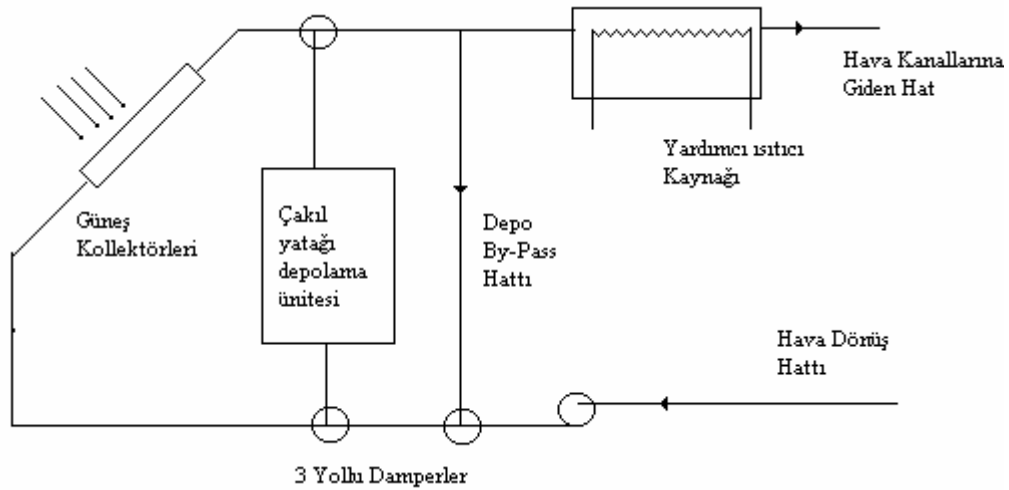 Hava Kanallarına
Giden Hat
Yardımcı ısıtıcı
Kaynağı
Güneş
Kollektörleri
Çakıl
yatağı
depolama
ünitesi
Depo
By-Pass
Hattı
Hava Dönüş
Hattı
3 Yollu Damperler